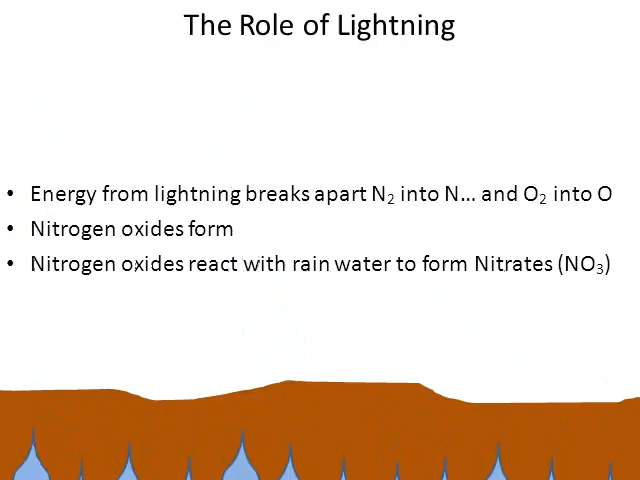 The Role of Lightning
• Energy from lightning breaks apart N₂ into N… and O₂ into O
• Nitrogen oxides form
• Nitrogen oxides react with rain water to form Nitrates (NO₃)